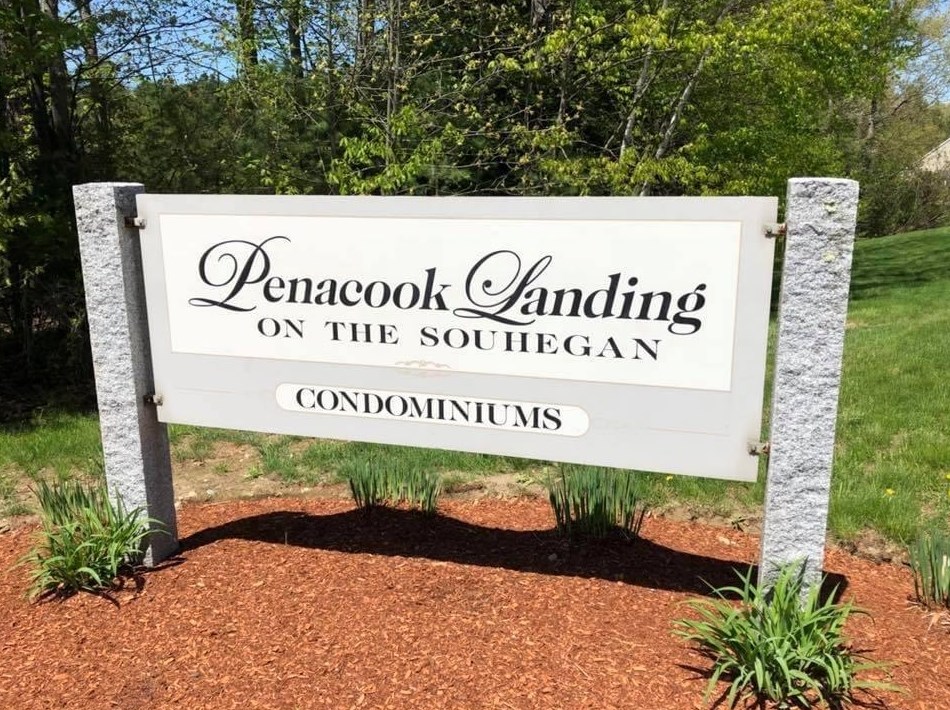 Penacook Landing
ON THE SOUHEGAN
CONDOMINIUMS